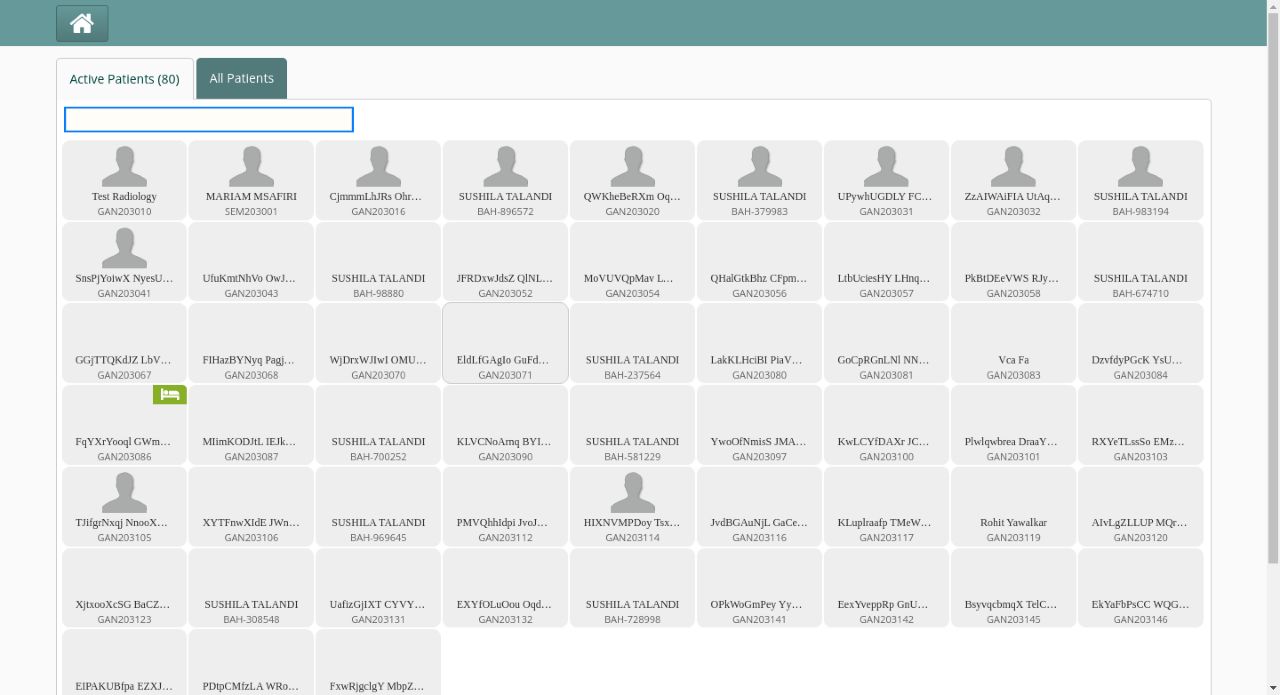 Active Patients (80)
All Patients
Test Radiology
GAN203010
MARIAM MSAFIRI
SEM203001
CjmmmLhJRs Ohr…
GAN203016
SUSHILA TALANDI
BAH-896572
QWKheBeRXm Oq…
GAN203020
SUSHILA TALANDI
BAH-379983
UPywhUGDLY FC…
GAN203031
ZzAIWAiFIA UtAq…
GAN203032
SUSHILA TALANDI
BAH-983194
SnsPjYoiwX NyesU…
GAN203041
UfuKmtNhVo OwJ…
GAN203043
SUSHILA TALANDI
BAH-98880
JFRDxwJdsZ QlNL…
GAN203052
MoVUVQpMav L…
GAN203054
QHalGtkBhz CFpm…
GAN203056
LtbUciesHY LHnq…
GAN203057
PkBtDEeVWS RJy…
GAN203058
SUSHILA TALANDI
BAH-674710
GGjTTQKdJZ LbV…
GAN203067
FIHazBYNyq Pagj…
GAN203068
WjDrxWJIwI OMU…
GAN203070
EldLfGAgIo GuFd…
GAN203071
SUSHILA TALANDI
BAH-237564
LakKLHciBI PiaV…
GAN203080
GoCpRGnLNl NN…
GAN203081
Vca Fa
GAN203083
DzvfdyPGcK YsU…
GAN203084
FqYXrYooql GWm…
GAN203086
MIimKODJtL IEJk…
GAN203087
SUSHILA TALANDI
BAH-700252
KLVCNoArnq BYI…
GAN203090
SUSHILA TALANDI
BAH-581229
YwoOfNmisS JMA…
GAN203097
KwLCYfDAXr JC…
GAN203100
Plwlqwbrea DraaY…
GAN203101
RXYeTLssSo EMz…
GAN203103
TJifgrNxqj NnooX…
GAN203105
XYTFnwXIdE JWn…
GAN203106
SUSHILA TALANDI
BAH-969645
PMVQhhIdpi JvoJ…
GAN203112
HIXNVMPDoy Tsx…
GAN203114
JvdBGAuNjL GaCe…
GAN203116
KLuplraafp TMeW…
GAN203117
Rohit Yawalkar
GAN203119
AIvLgZLLUP MQr…
GAN203120
XjtxooXcSG BaCZ…
GAN203123
SUSHILA TALANDI
BAH-308548
UafizGjIXT CYVY…
GAN203131
EXYfOLuOou Oqd…
GAN203132
SUSHILA TALANDI
BAH-728998
OPkWoGmPey Yy…
GAN203141
EexYveppRp GnU…
GAN203142
BsyvqcbmqX TelC…
GAN203145
EkYaFbPsCC WQG…
GAN203146
EIPAKUBfpa EZXJ…
PDtpCMfzLA WRo…
FxwRjgclgY MbpZ…